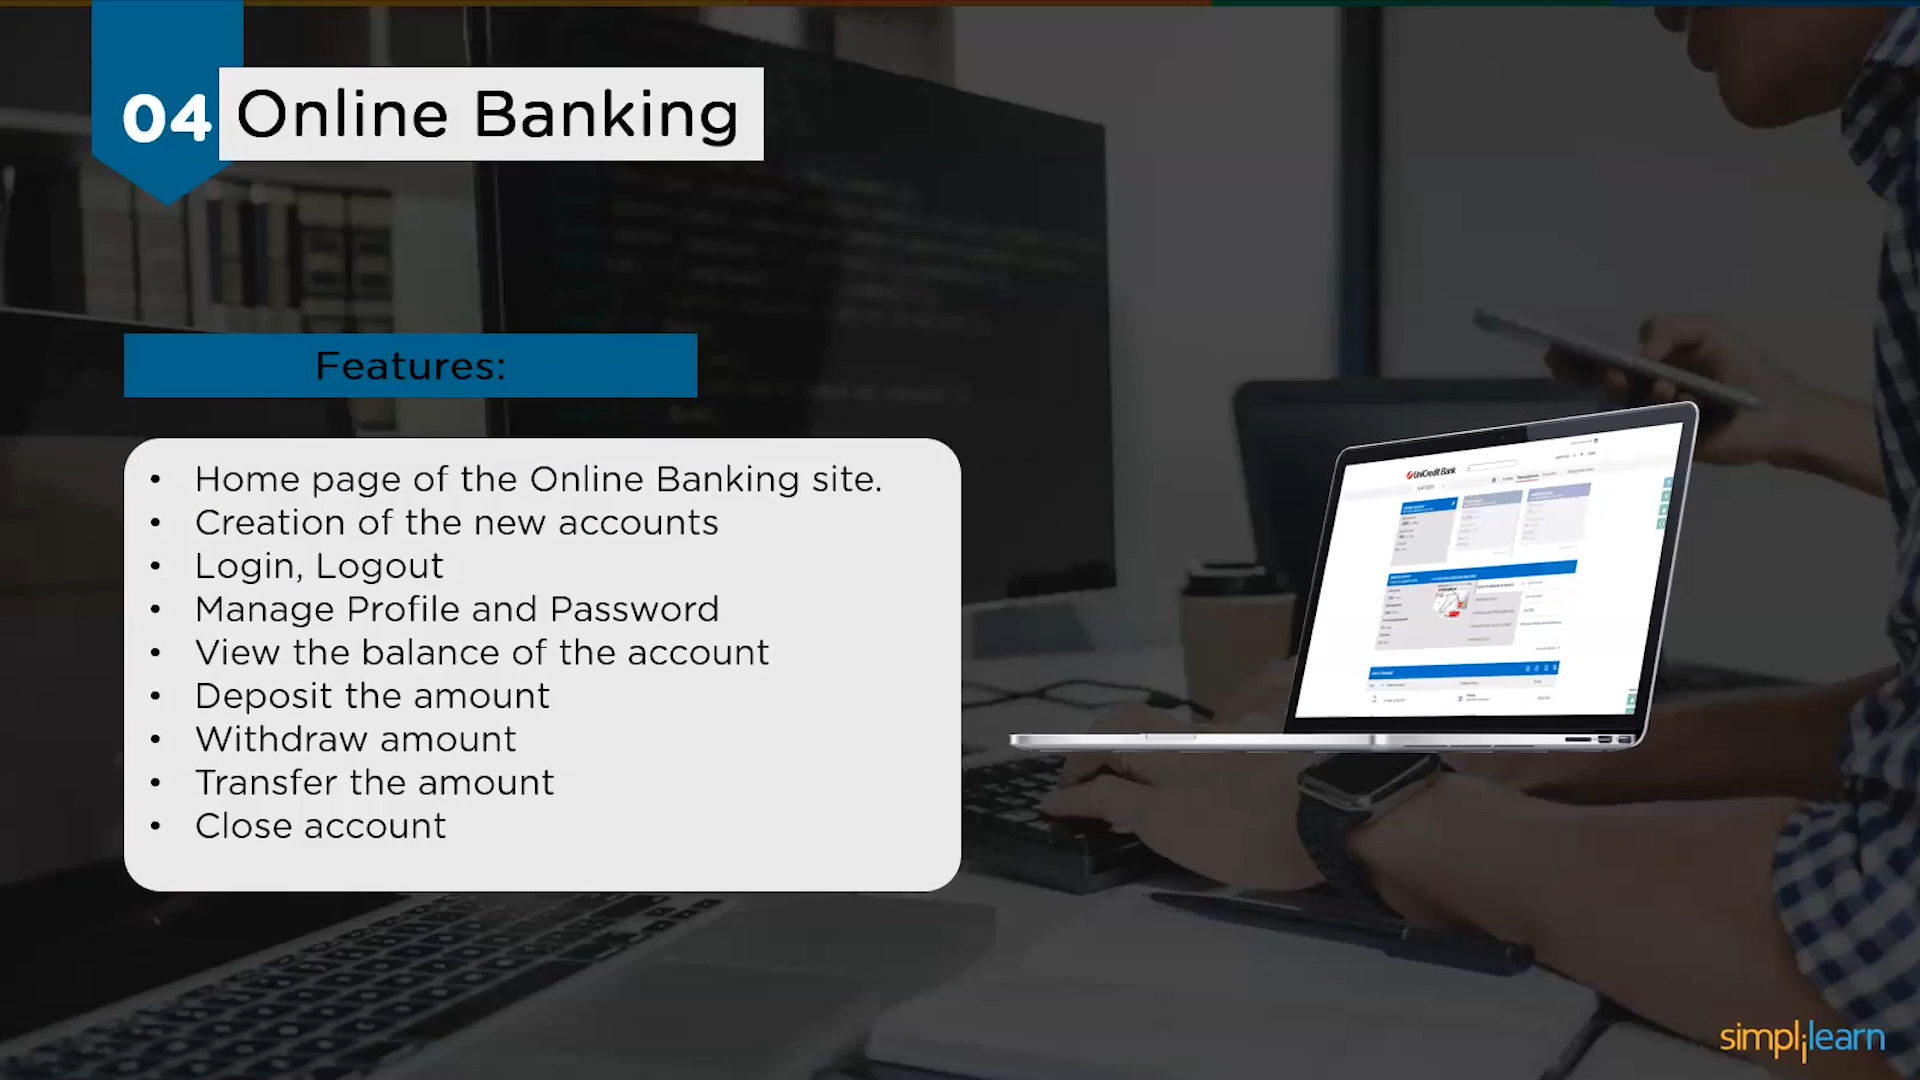 04 Online Banking
Features:
• Home page of the Online Banking site.
• Creation of the new accounts
• Login, Logout
• Manage Profile and Password
• View the balance of the account
• Deposit the amount
• Withdraw amount
• Transfer the amount
• Close account
UniCredit Bank
simplilearn